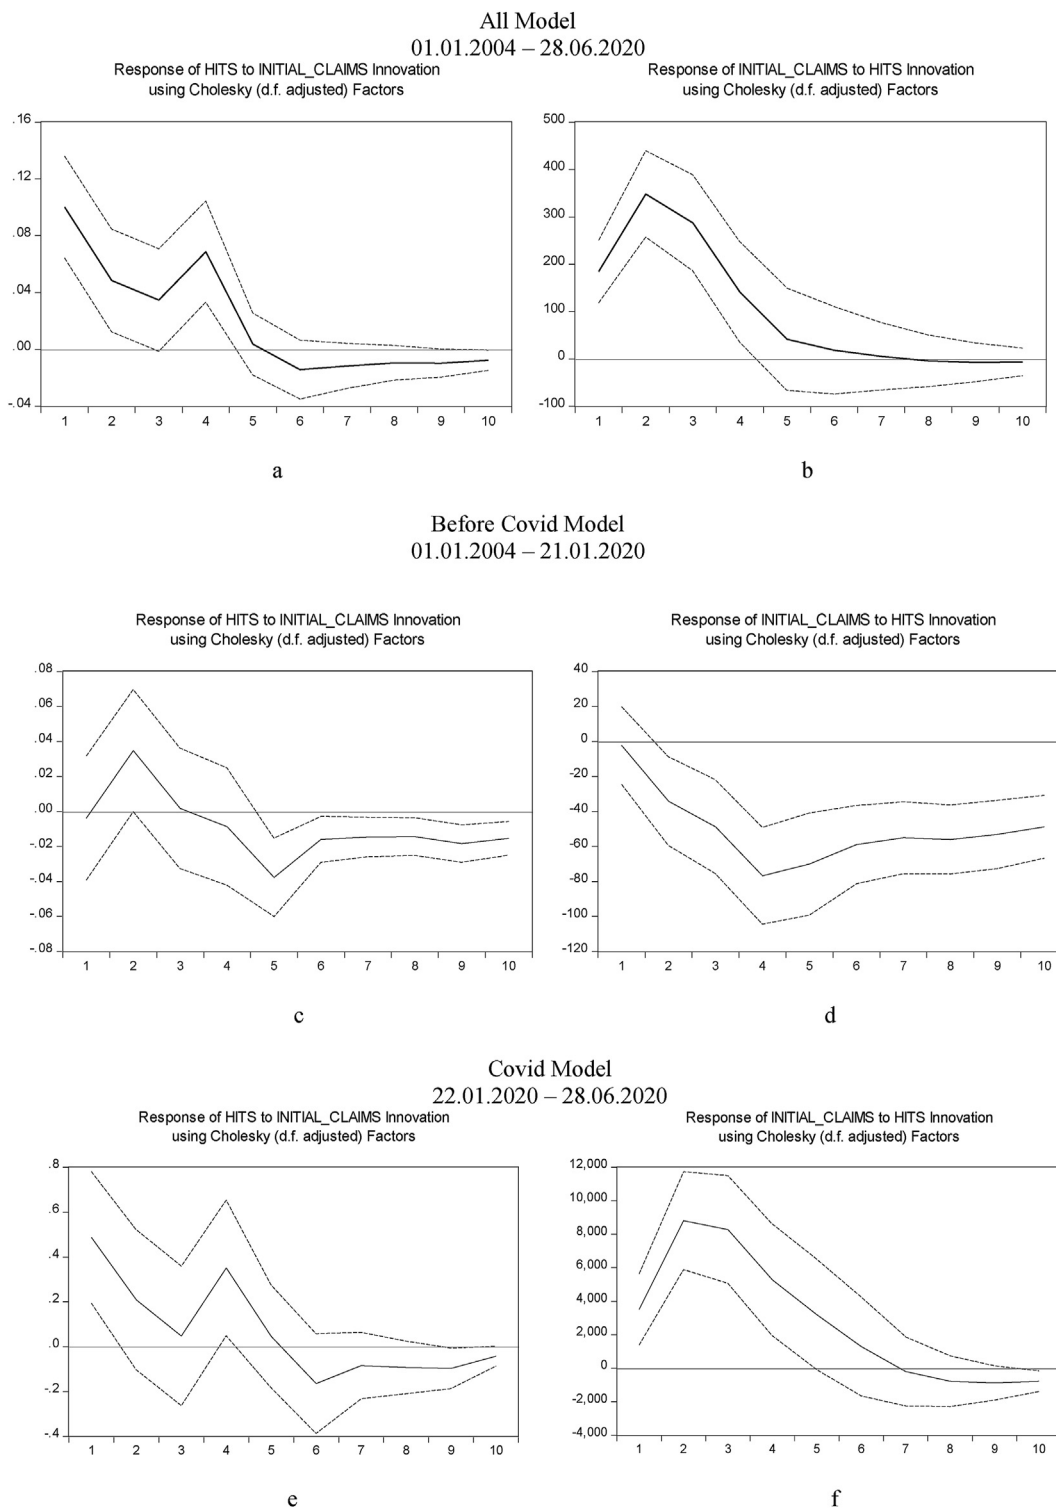 All Model
01.01.2004 – 28.06.2020
Response of HITS to INITIAL_CLAIMS Innovation
using Cholesky (d.f. adjusted) Factors
.16
.12
.08
.04
.00
-.04
1 2 3 4 5 6 7 8 9 10
a
Response of INITIAL_CLAIMS to HITS Innovation
using Cholesky (d.f. adjusted) Factors
500
400
300
200
100
0
-100
1 2 3 4 5 6 7 8 9 10
b
Before Covid Model
01.01.2004 – 21.01.2020
Response of HITS to INITIAL_CLAIMS Innovation
using Cholesky (d.f. adjusted) Factors
.08
.06
.04
.02
.00
-.02
-.04
-.06
-.08
1 2 3 4 5 6 7 8 9 10
c
Response of INITIAL_CLAIMS to HITS Innovation
using Cholesky (d.f. adjusted) Factors
40
20
0
-20
-40
-60
-80
-100
-120
1 2 3 4 5 6 7 8 9 10
d
Covid Model
22.01.2020 – 28.06.2020
Response of HITS to INITIAL_CLAIMS Innovation
using Cholesky (d.f. adjusted) Factors
.8
.6
.4
.2
.0
-.2
-.4
1 2 3 4 5 6 7 8 9 10
e
Response of INITIAL_CLAIMS to HITS Innovation
using Cholesky (d.f. adjusted) Factors
12,000
10,000
8,000
6,000
4,000
2,000
0
-2,000
-4,000
1 2 3 4 5 6 7 8 9 10
f